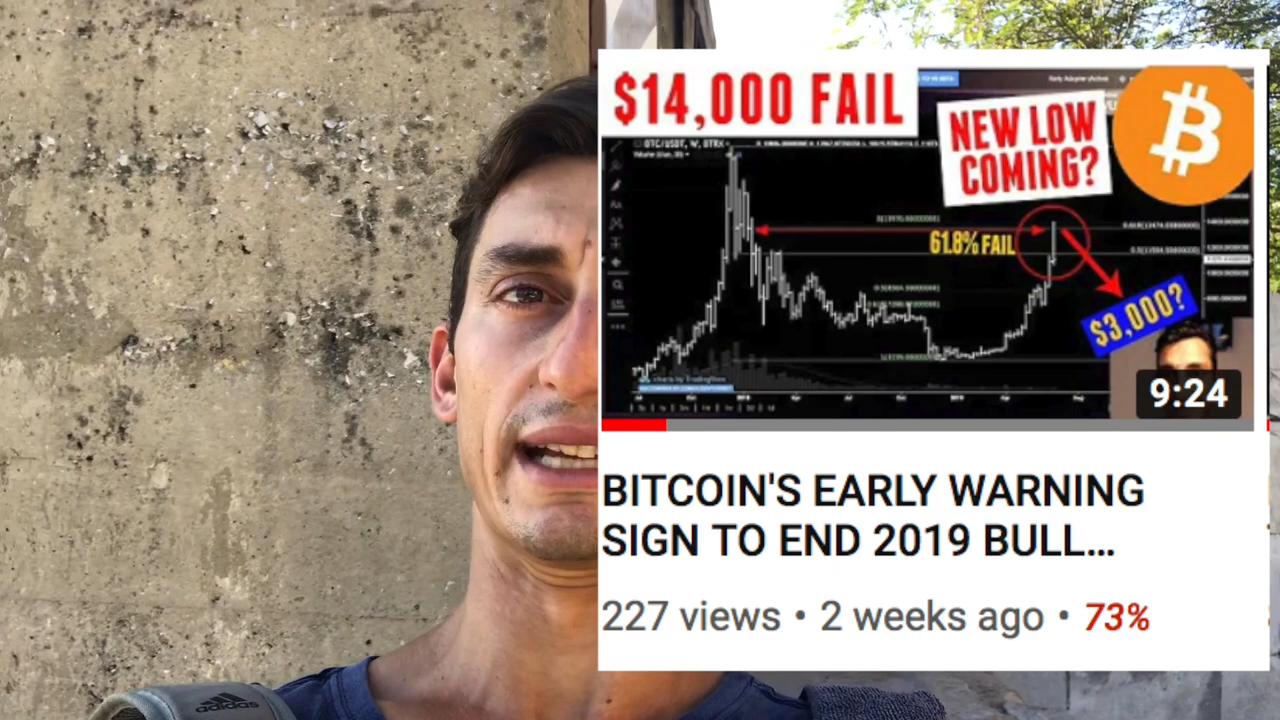 $14,000 FAIL
NEW LOW
COMING?
61.8% FAIL
$3,000?
9:24
BITCOIN'S EARLY WARNING
SIGN TO END 2019 BULL...
227 views • 2 weeks ago • 73%
adidas